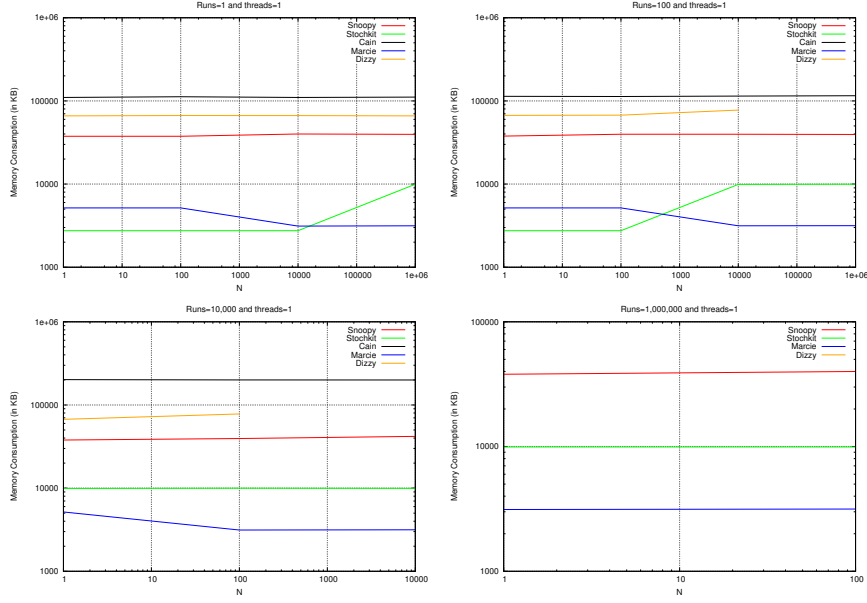 Runs=1 and threads=1
1e+06
100000
10000
1000
Memory Consumption (in KB)
Snoopy
Stochkit
Cain
Marcie
Dizzy
1 10 100 1000 10000 100000 1e+06
N
Runs=100 and threads=1
1e+06
100000
10000
1000
Memory Consumption (in KB)
Snoopy
Stochkit
Cain
Marcie
Dizzy
1 10 100 1000 10000 100000 1e+06
N
Runs=10,000 and threads=1
1e+06
100000
10000
1000
Memory Consumption (in KB)
Snoopy
Stochkit
Cain
Marcie
Dizzy
1 10 100 1000 10000
N
Runs=1,000,000 and threads=1
100000
10000
1000
Memory Consumption (in KB)
Snoopy
Stochkit
Marcie
Dizzy
1 10 100
N